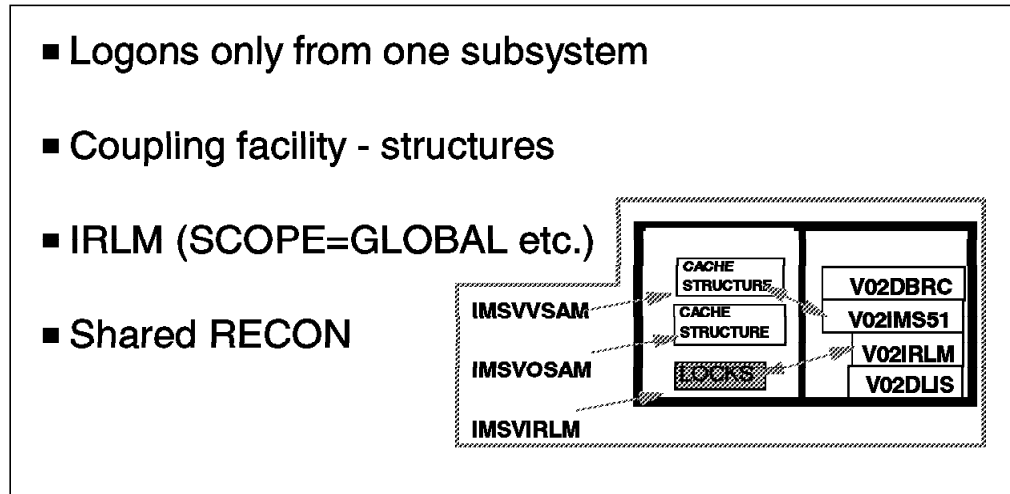 ■ Logons only from one subsystem
■ Coupling facility - structures
■ IRLM (SCOPE=GLOBAL etc.)
■ Shared RECON
IMSVVSAM
IMSVOSAM
IMSVIRLM
CACHE
STRUCTURE
CACHE
STRUCTURE
LOCKS
V02DBRC
V02IMS51
V02IRLM
V02DLIS